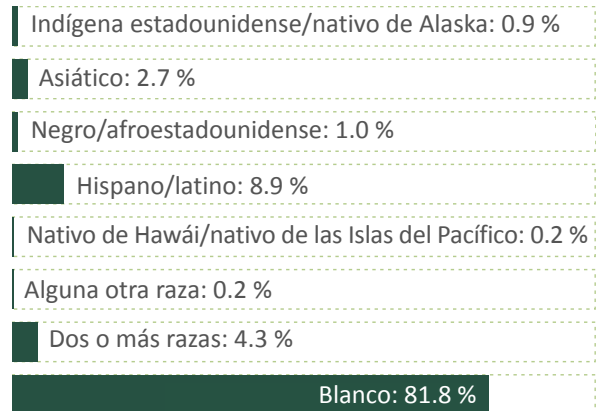 Indígena estadounidense/nativo de Alaska: 0.9 %
Asiático: 2.7 %
Negro/afroestadounidense: 1.0 %
Hispano/latino: 8.9 %
Nativo de Hawái/nativo de las Islas del Pacífico: 0.2 %
Alguna otra raza: 0.2 %
Dos o más razas: 4.3 %
Blanco: 81.8 %